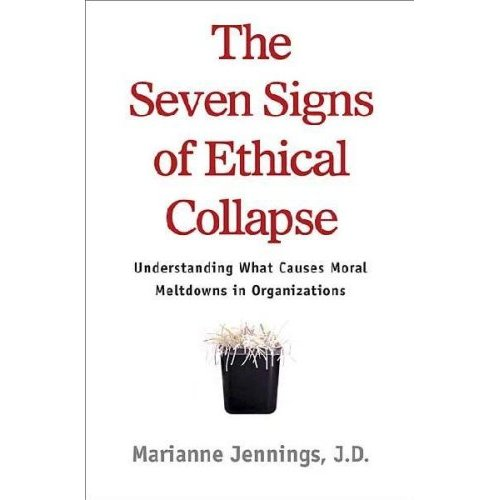 The
Seven Signs
of Ethical
Collapse
Understanding What Causes Moral
Meltdowns in Organizations
Marianne Jennings, J.D.